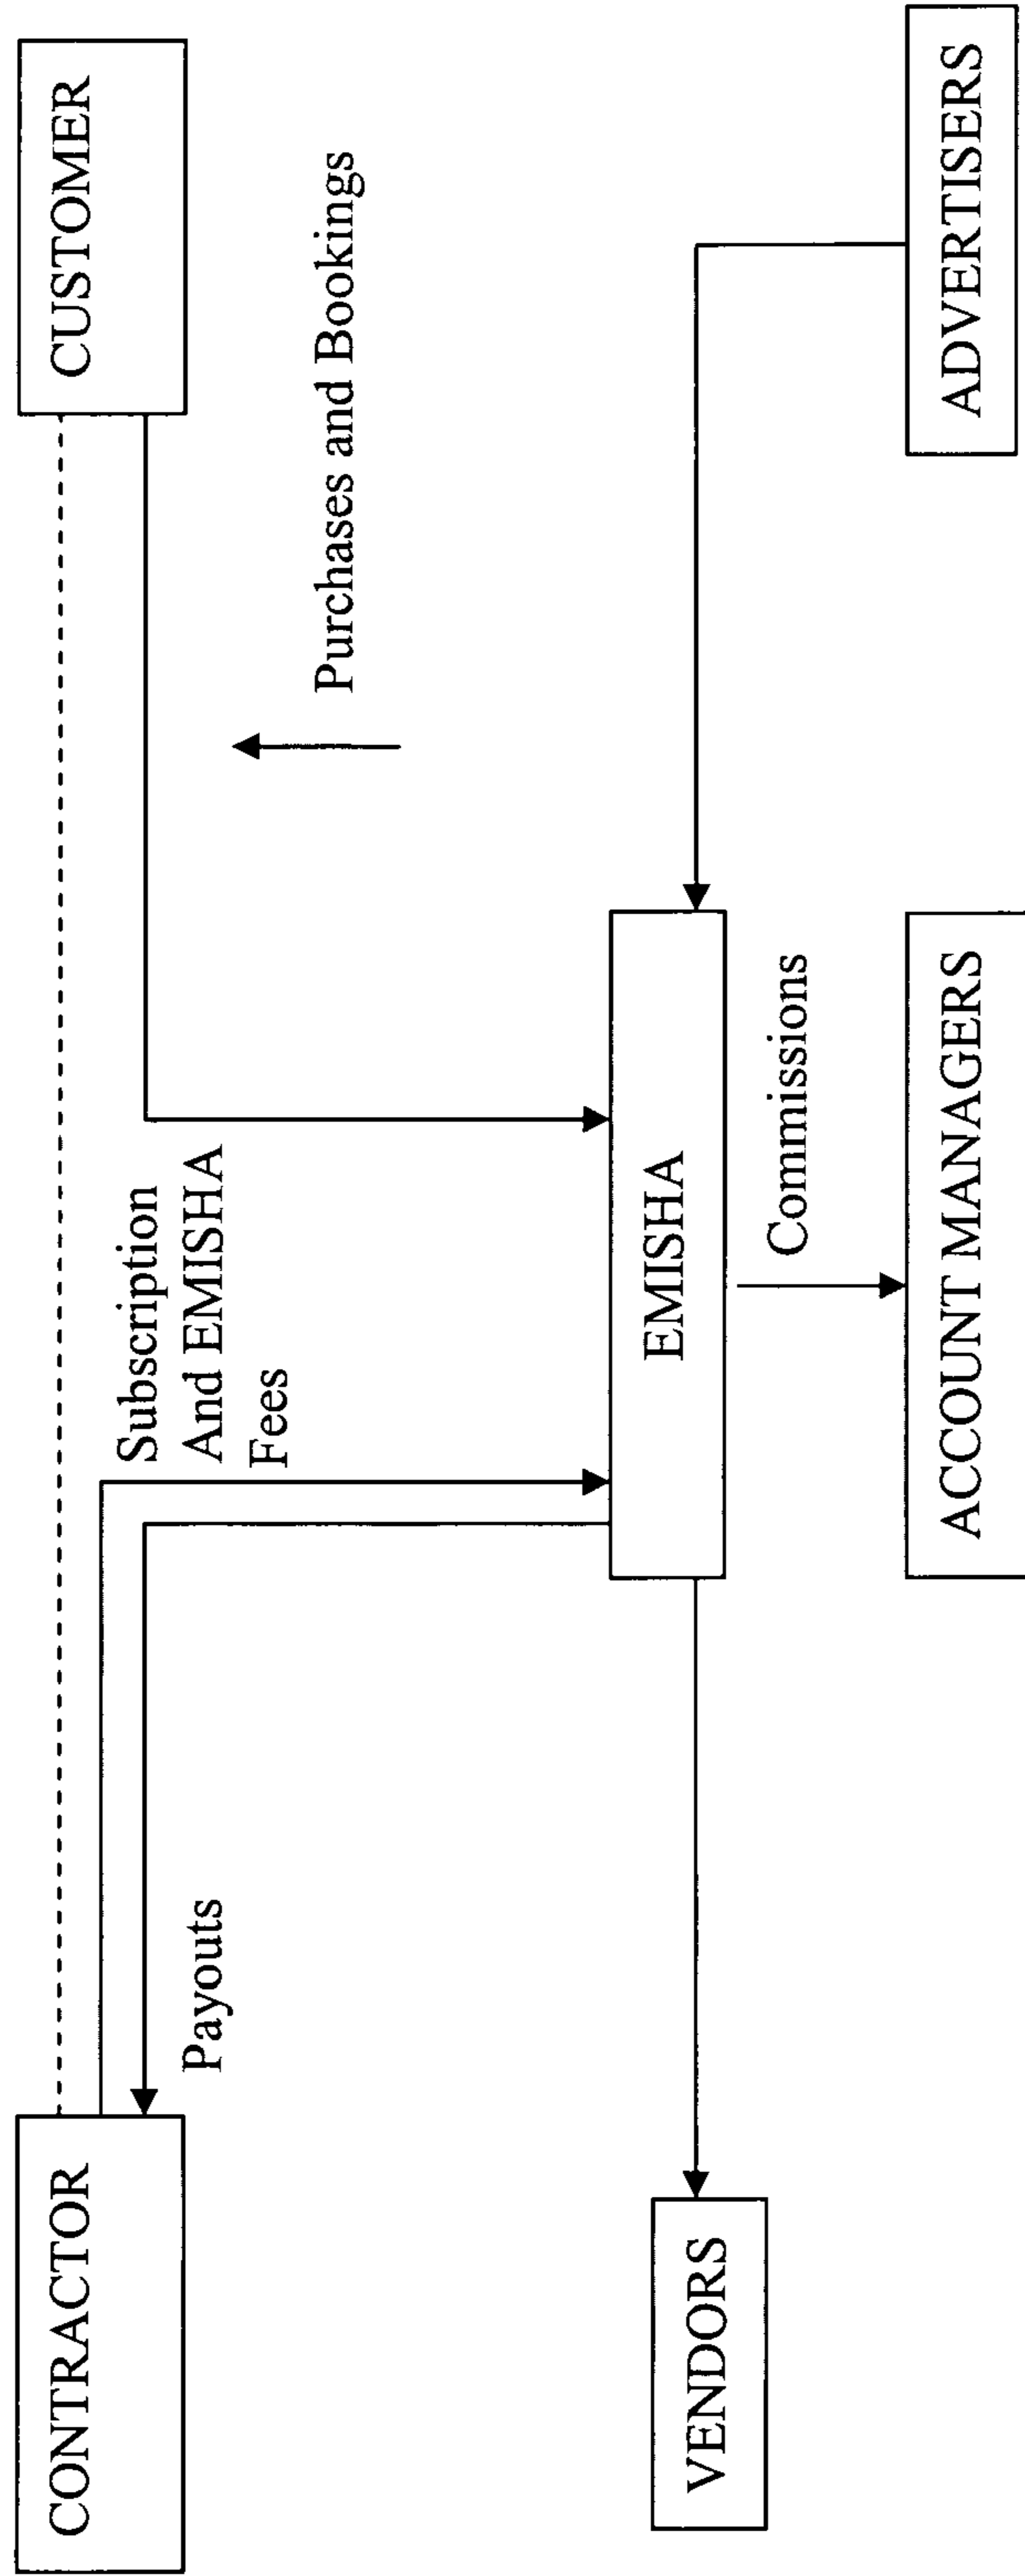 CONTRACTOR
CUSTOMER
Subscription
And EMISHA
Fees
Payouts
Purchases and Bookings
EMISHA
VENDORS
Commissions
ACCOUNT MANAGERS
ADVERTISERS